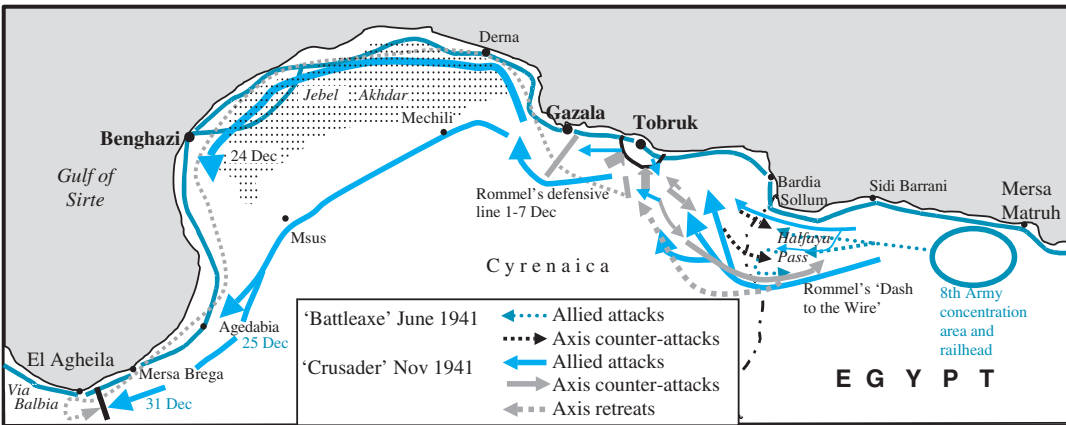 Derna
Jebel Akhdar
Mechili
Gazala
Tobruk
Benghazi
24 Dec
Gulf of
Sirte
Rommel's defensive
line 1-7 Dec
Bardia
Sollum
Sidi Barrani
Mersa
Matruh
Halfaya
Pass
Msus
Cyrenaica
Rommel's 'Dash
to the Wire'
8th Army
concentration
area and
railhead
Agedabia
25 Dec
El Agheila
Mersa Brega
Via
Balbia
31 Dec
'Battleaxe' June 1941
Allied attacks
Axis counter-attacks
'Crusader' Nov 1941
Allied attacks
Axis counter-attacks
Axis retreats
EGYPT